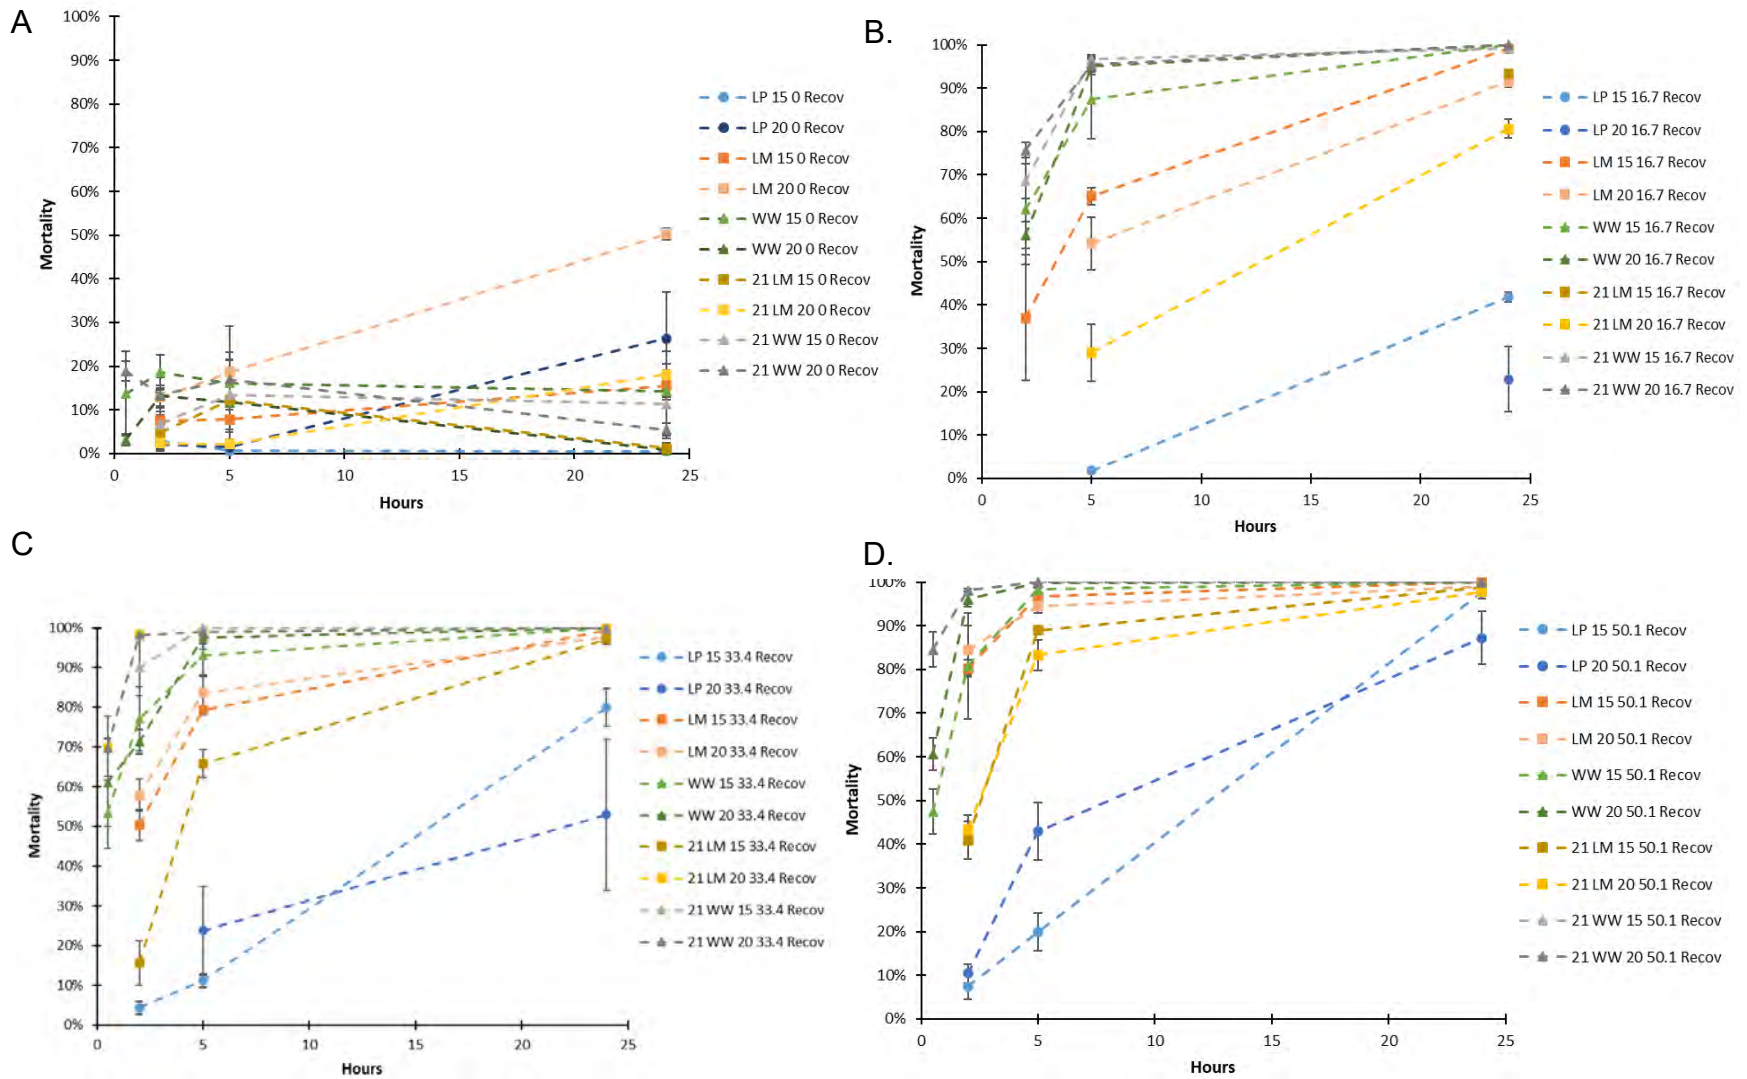 A
100%
90%
80%
70%
60%
50%
40%
30%
20%
10%
0%
Mortality
0 5 10 15 20 25
Hours
LP 15 0 Recov
LP 20 0 Recov
LM 15 0 Recov
LM 20 0 Recov
WW 15 0 Recov
WW 20 0 Recov
21 LM 15 0 Recov
21 LM 20 0 Recov
21 WW 15 0 Recov
21 WW 20 0 Recov
B.
100%
90%
80%
70%
60%
50%
40%
30%
20%
10%
0%
Mortality
0 5 10 15 20 25
Hours
LP 15 16.7 Recov
LP 20 16.7 Recov
LM 15 16.7 Recov
LM 20 16.7 Recov
WW 15 16.7 Recov
WW 20 16.7 Recov
21 LM 15 16.7 Recov
21 LM 20 16.7 Recov
21 WW 15 16.7 Recov
21 WW 20 16.7 Recov
C
100%
90%
80%
70%
60%
50%
40%
30%
20%
10%
0%
Mortality
0 5 10 15 20 25
Hours
LP 15 33.4 Recov
LP 20 33.4 Recov
LM 15 33.4 Recov
LM 20 33.4 Recov
WW 15 33.4 Recov
WW 20 33.4 Recov
21 LM 15 33.4 Recov
21 LM 20 33.4 Recov
21 WW 15 33.4 Recov
21 WW 20 33.4 Recov
D.
100%
90%
80%
70%
60%
50%
40%
30%
20%
10%
0%
Mortality
0 5 10 15 20 25
Hours
LP 15 50.1 Recov
LP 20 50.1 Recov
LM 15 50.1 Recov
LM 20 50.1 Recov
WW 15 50.1 Recov
WW 20 50.1 Recov
21 LM 15 50.1 Recov
21 LM 20 50.1 Recov
21 WW 15 50.1 Recov
21 WW 20 50.1 Recov